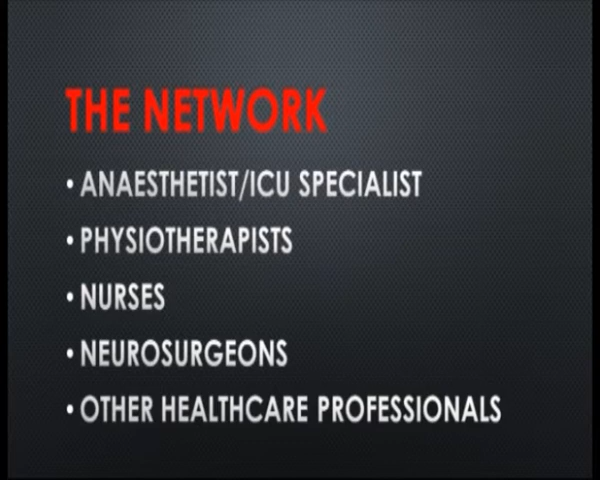 THE NETWORK
• ANAESTHETIST/ICU SPECIALIST
• PHYSIOTHERAPISTS
• NURSES
• NEUROSURGEONS
• OTHER HEALTHCARE PROFESSIONALS